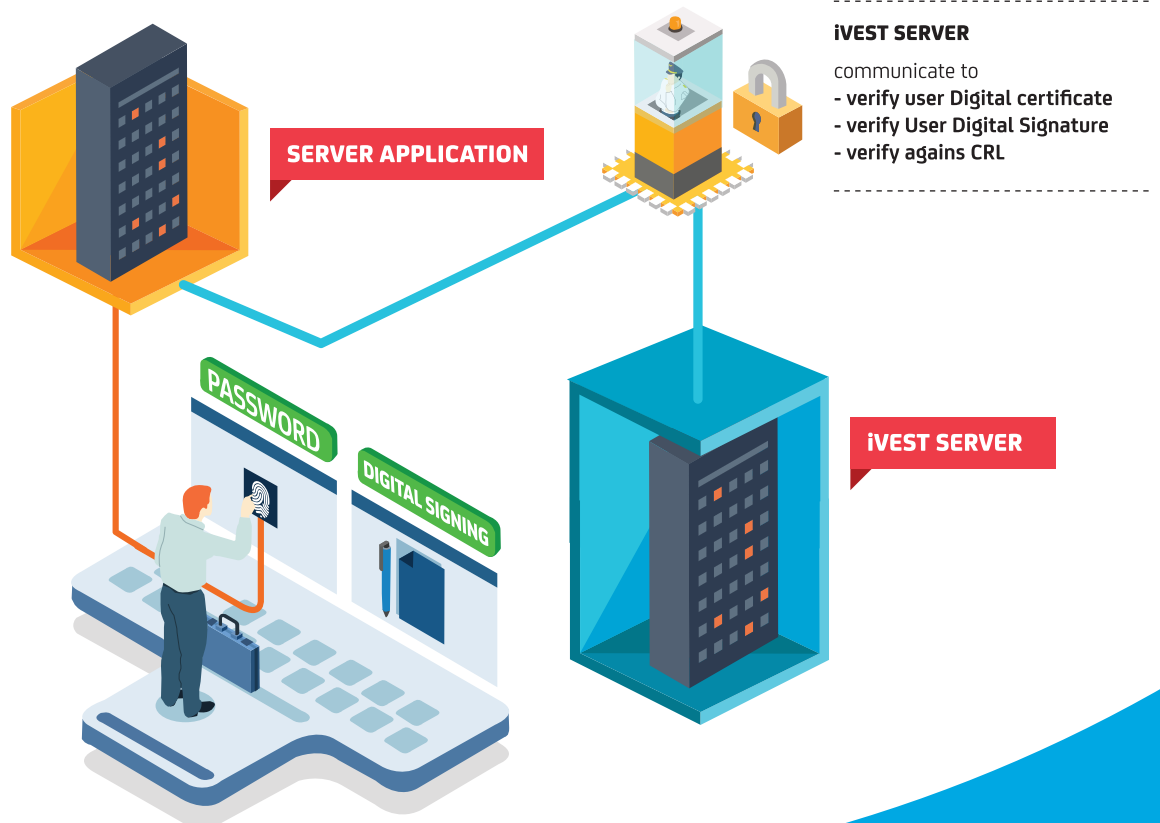 iVEST SERVER
communicate to
- verify user Digital certificate
- verify User Digital Signature
- verify agains CRL
SERVER APPLICATION
PASSWORD
DIGITAL SIGNING
iVEST SERVER